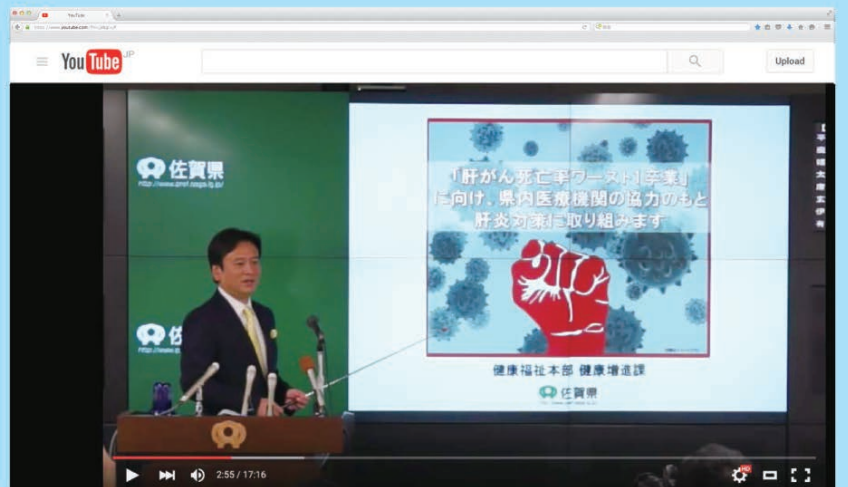 YouTube
YouTube JP
Upload
佐賀県
http://www.pref.saga.lg.jp/
「肝がん死亡率ワースト1卒業」
に向け、県内医療機関の協力のもと
肝炎対策に取り組みます
佐
健康福祉本部 健康増進課
佐賀県
2:55 / 17:16
HD